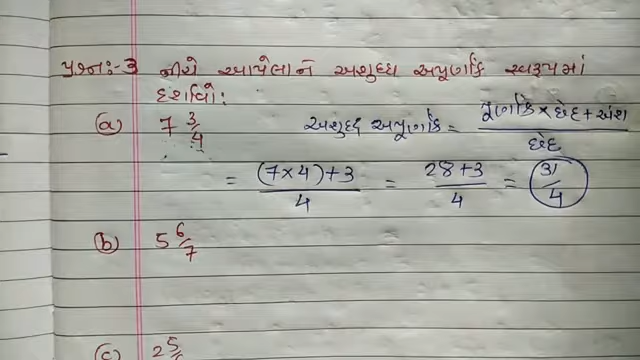 પ્રશ્ન:-3 નીચે આપેલાને અશુધ્ધ અપૂર્ણાંક સ્વરૂપમાં
દર્શાવો:
(a) 7 3/4 અશુધ્ધ અપૂર્ણાંક = પૂર્ણાંક × છેદ + અંશ / છેદ
= (7×4)+3 / 4 = 28+3 / 4 = 31/4
(b) 5 6/7
(c) 2 5/